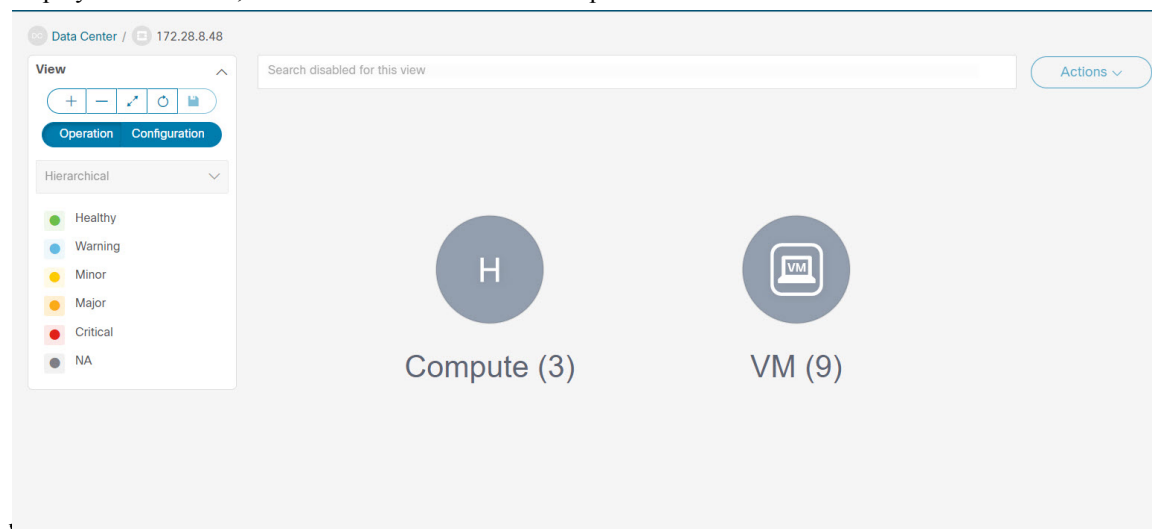 DC Data Center / 172.28.8.48
View
Search disabled for this view
Actions
Operation Configuration
Hierarchical
Healthy
Warning
Minor
Major
Critical
NA
H
VM
Compute (3)
VM (9)